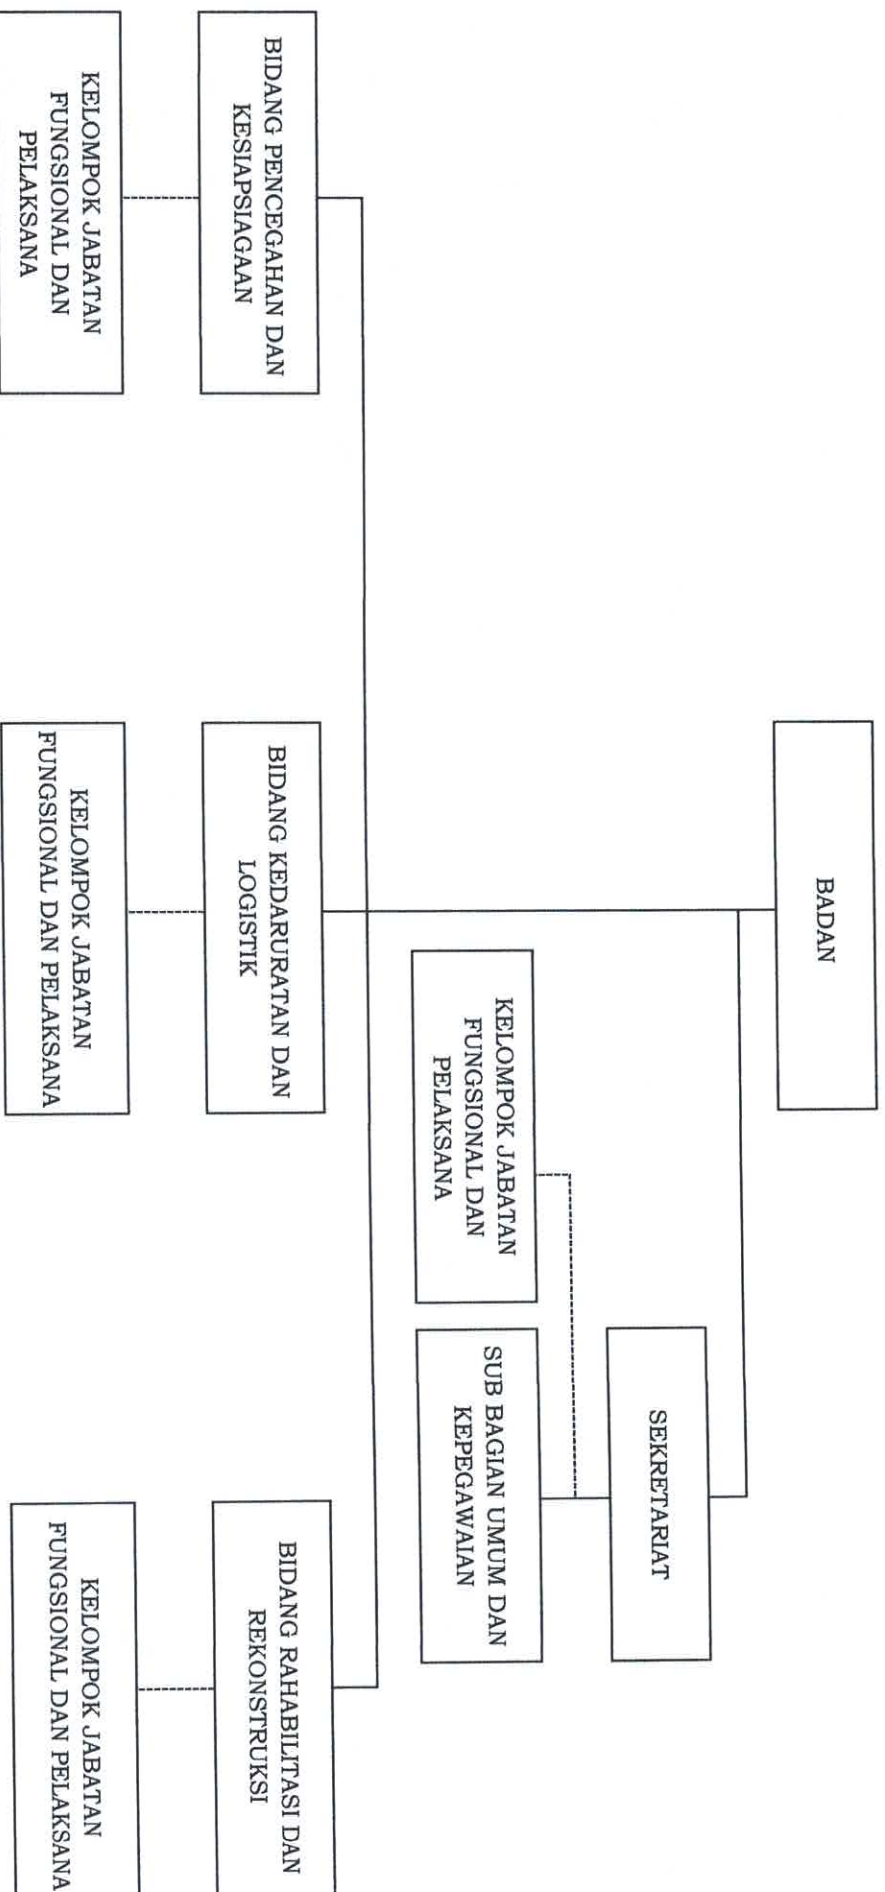 BADAN
SEKRETARIAT
KELOMPOK JABATAN
FUNGSIONAL DAN
PELAKSANA
SUB BAGIAN UMUM DAN
KEPEGAWAIAN
BIDANG PENCEGAHAN DAN
KESIAPSIAGAAN
BIDANG KEDARURATAN DAN
LOGISTIK
BIDANG RAHABILITASI DAN
REKONSTRUKSI
KELOMPOK JABATAN
FUNGSIONAL DAN
PELAKSANA
KELOMPOK JABATAN
FUNGSIONAL DAN PELAKSANA
KELOMPOK JABATAN
FUNGSIONAL DAN PELAKSANA